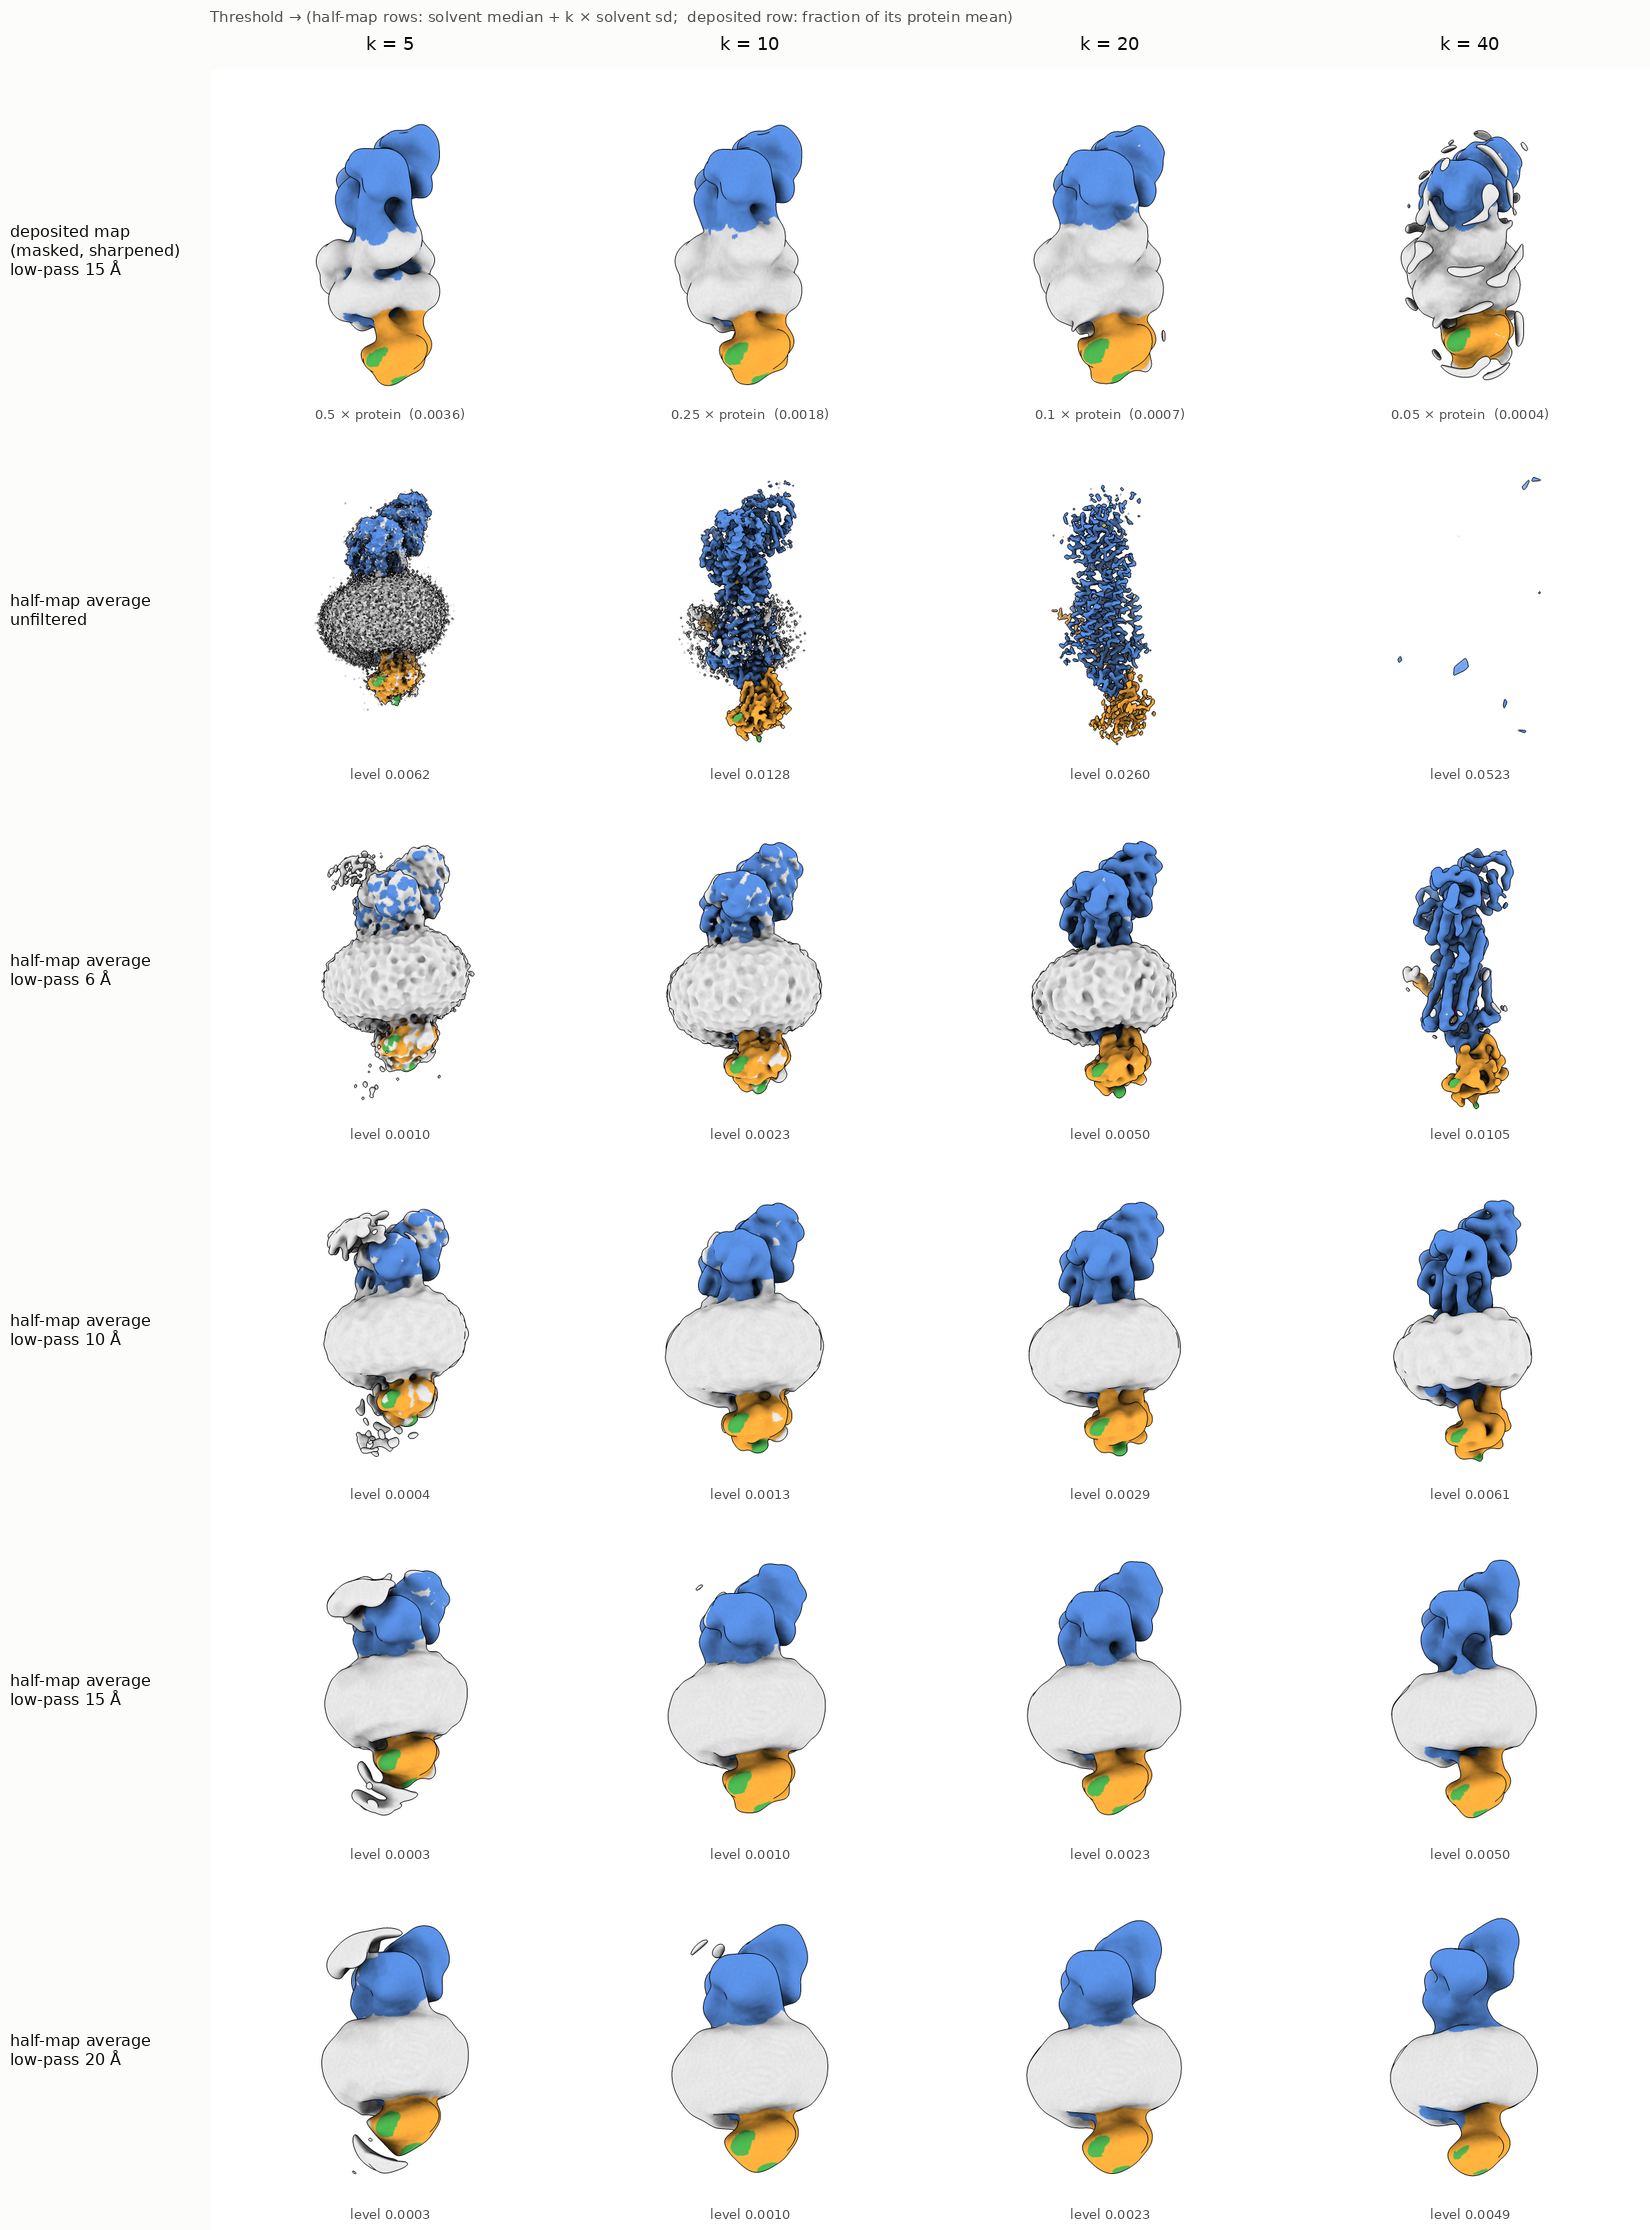 Threshold → (half-map rows: solvent median + k × solvent sd;  deposited row: fraction of its protein mean)
k = 5
k = 10
k = 20
k = 40
deposited map
(masked, sharpened)
low-pass 15 Å
0.5 × protein  (0.0036)
0.25 × protein  (0.0018)
0.1 × protein  (0.0007)
0.05 × protein  (0.0004)
half-map average
unfiltered
level 0.0062
level 0.0128
level 0.0260
level 0.0523
half-map average
low-pass 6 Å
level 0.0010
level 0.0023
level 0.0050
level 0.0105
half-map average
low-pass 10 Å
level 0.0004
level 0.0013
level 0.0029
level 0.0061
half-map average
low-pass 15 Å
level 0.0003
level 0.0010
level 0.0023
level 0.0050
half-map average
low-pass 20 Å
level 0.0003
level 0.0010
level 0.0023
level 0.0049